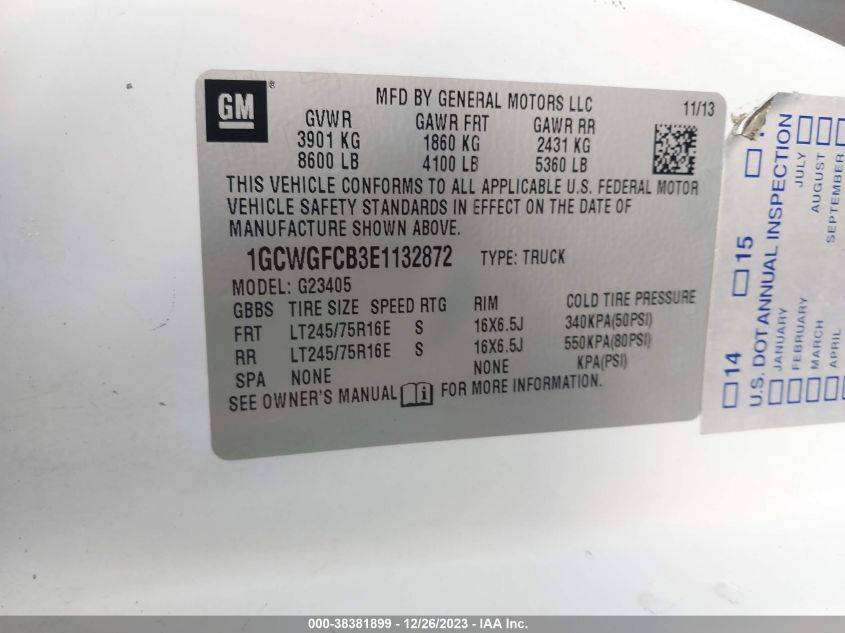 GM
MFD BY GENERAL MOTORS LLC
11/13
GVWR GAWR FRT GAWR RR
3901 KG 1860 KG 2431 KG
8600 LB 4100 LB 5360 LB
THIS VEHICLE CONFORMS TO ALL APPLICABLE U.S. FEDERAL MOTOR
VEHICLE SAFETY STANDARDS IN EFFECT ON THE DATE OF
MANUFACTURE SHOWN ABOVE.
1GCWGFCB3E1132872 TYPE: TRUCK
MODEL: G23405
GBBS TIRE SIZE SPEED RTG RIM COLD TIRE PRESSURE
FRT LT245/75R16E S 16X6.5J 340KPA(50PSI)
RR LT245/75R16E S 16X6.5J 550KPA(80PSI)
SPA NONE NONE KPA(PSI)
SEE OWNER'S MANUAL i FOR MORE INFORMATION.
14 15
U.S. DOT ANNUAL INSPECTION
JANUARY JULY
FEBRUARY AUGUST
MARCH SEPTEMBER
APRIL
000-38381899 - 12/26/2023 - IAA Inc.